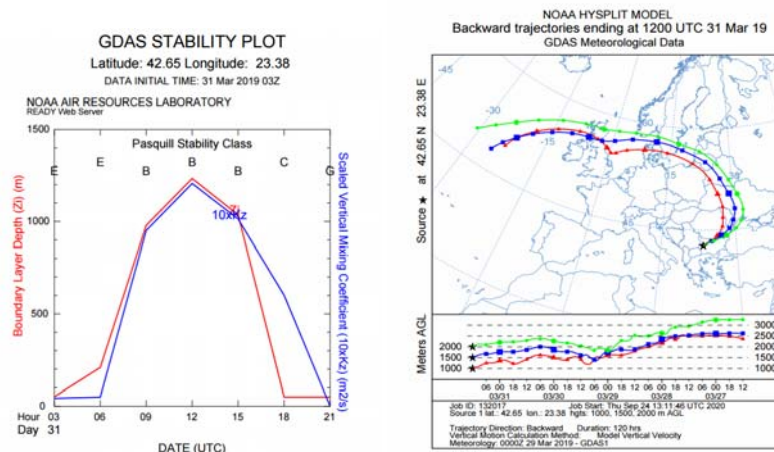 GDAS STABILITY PLOT
Latitude: 42.65 Longitude: 23.38
DATA INITIAL TIME: 31 Mar 2019 03Z
NOAA AIR RESOURCES LABORATORY
READY Web Server
Pasquill Stability Class
E E B B B C G
1500
1000
500
0
Boundary Layer Depth (Zi) (m)
Scaled Vertical Mixing Coefficient (10xKz) (m2/s)
Zi
10xKz
Hour 03 06 09 12 15 18 21
Day 31
DATE (UTC)
NOAA HYSPLIT MODEL
Backward trajectories ending at 1200 UTC 31 Mar 19
GDAS Meteorological Data
Source ★ at 42.65 N 23.38 E
-45
-30
-15
45
Meters AGL
2000
1500
1000
3000
2500
2000
1500
1000
06 00 18 12 06 00 18 12 06 00 18 12 06 00 18 12
03/31 03/30 03/29 03/28 03/27
Job ID: 132017 Job Start: Thu Sep 24 13:11:46 UTC 2020
Source 1 lat.: 42.65 lon.: 23.38 hgts: 1000, 1500, 2000 m AGL
Trajectory Direction: Backward Duration: 120 hrs
Vertical Motion Calculation Method: Model Vertical Velocity
Meteorology: 0000Z 29 Mar 2019 - GDAS1